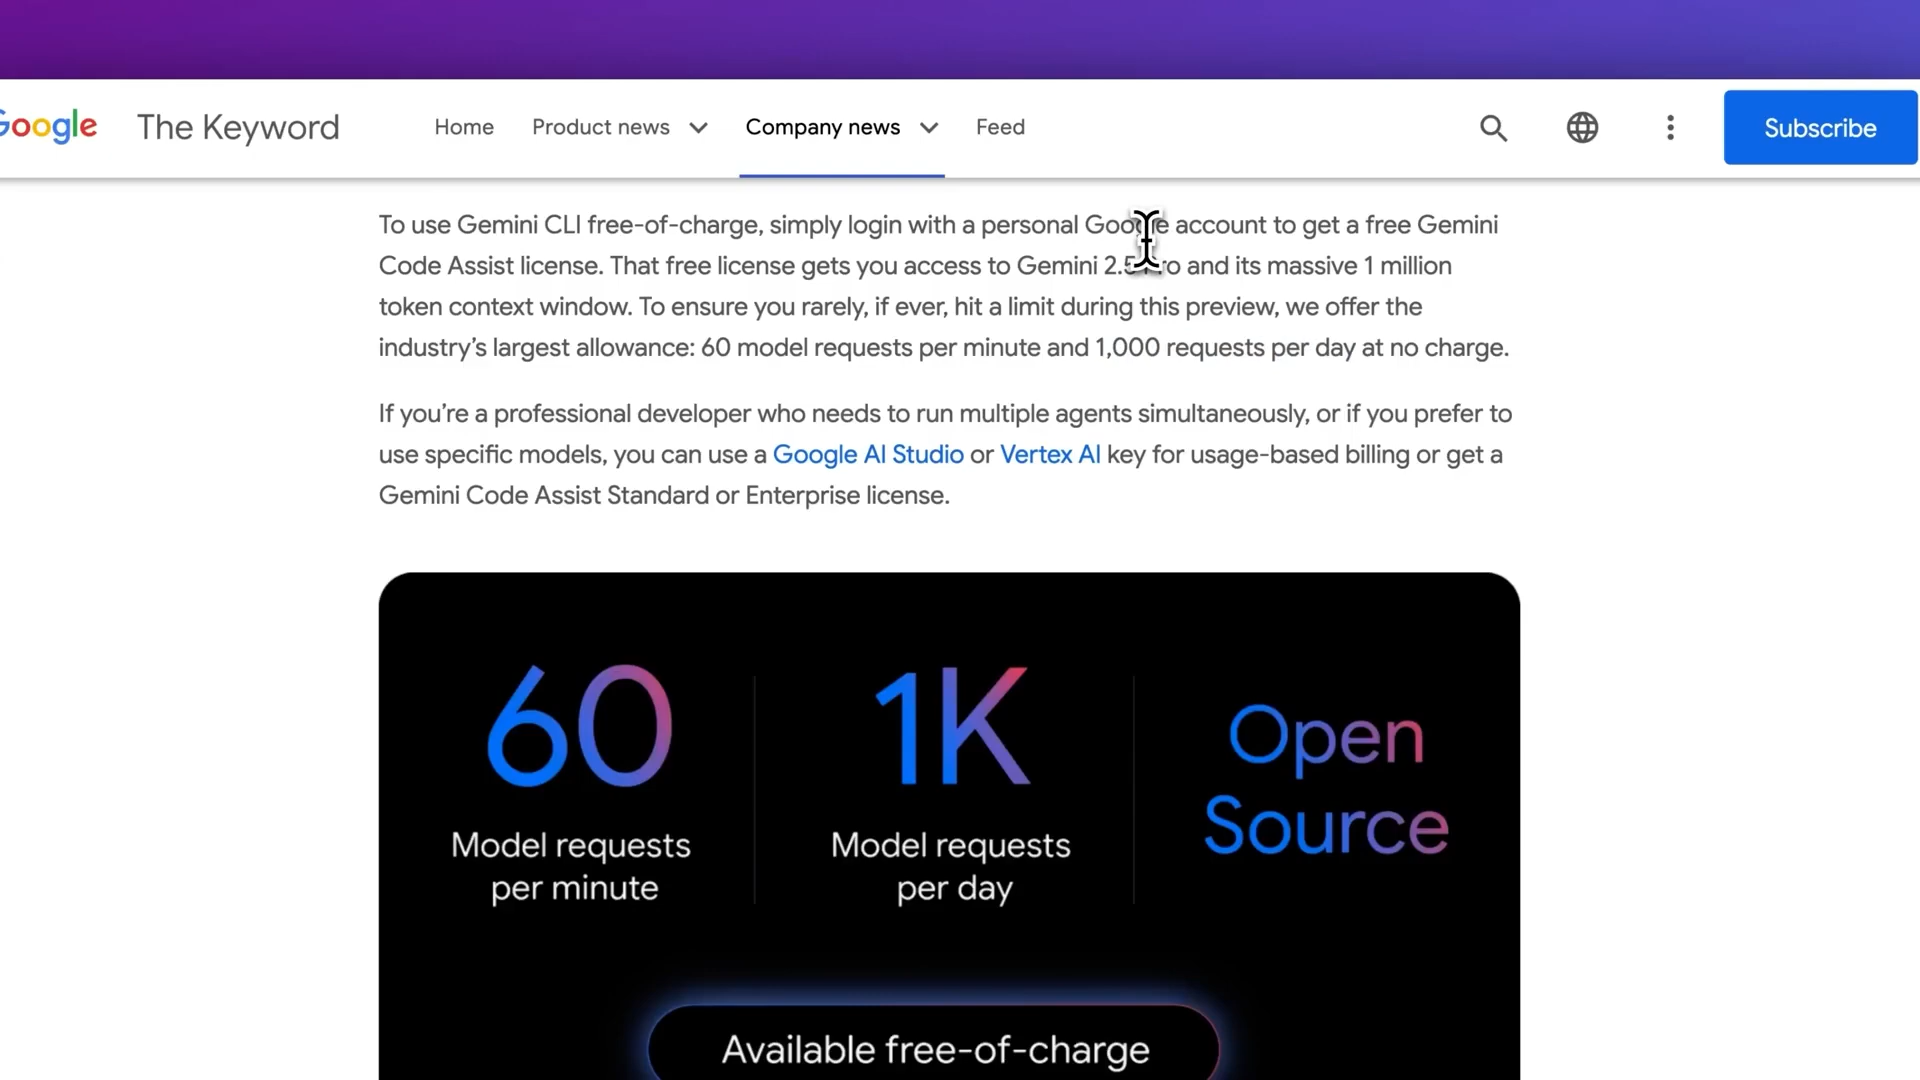 Google The Keyword Home Product news Company news Feed Subscribe
To use Gemini CLI free-of-charge, simply login with a personal Google account to get a free Gemini
Code Assist license. That free license gets you access to Gemini 2.5 Pro and its massive 1 million
token context window. To ensure you rarely, if ever, hit a limit during this preview, we offer the
industry’s largest allowance: 60 model requests per minute and 1,000 requests per day at no charge.
If you’re a professional developer who needs to run multiple agents simultaneously, or if you prefer to
use specific models, you can use a Google AI Studio or Vertex AI key for usage-based billing or get a
Gemini Code Assist Standard or Enterprise license.
60
Model requests
per minute
1K
Model requests
per day
Open
Source
Available free-of-charge